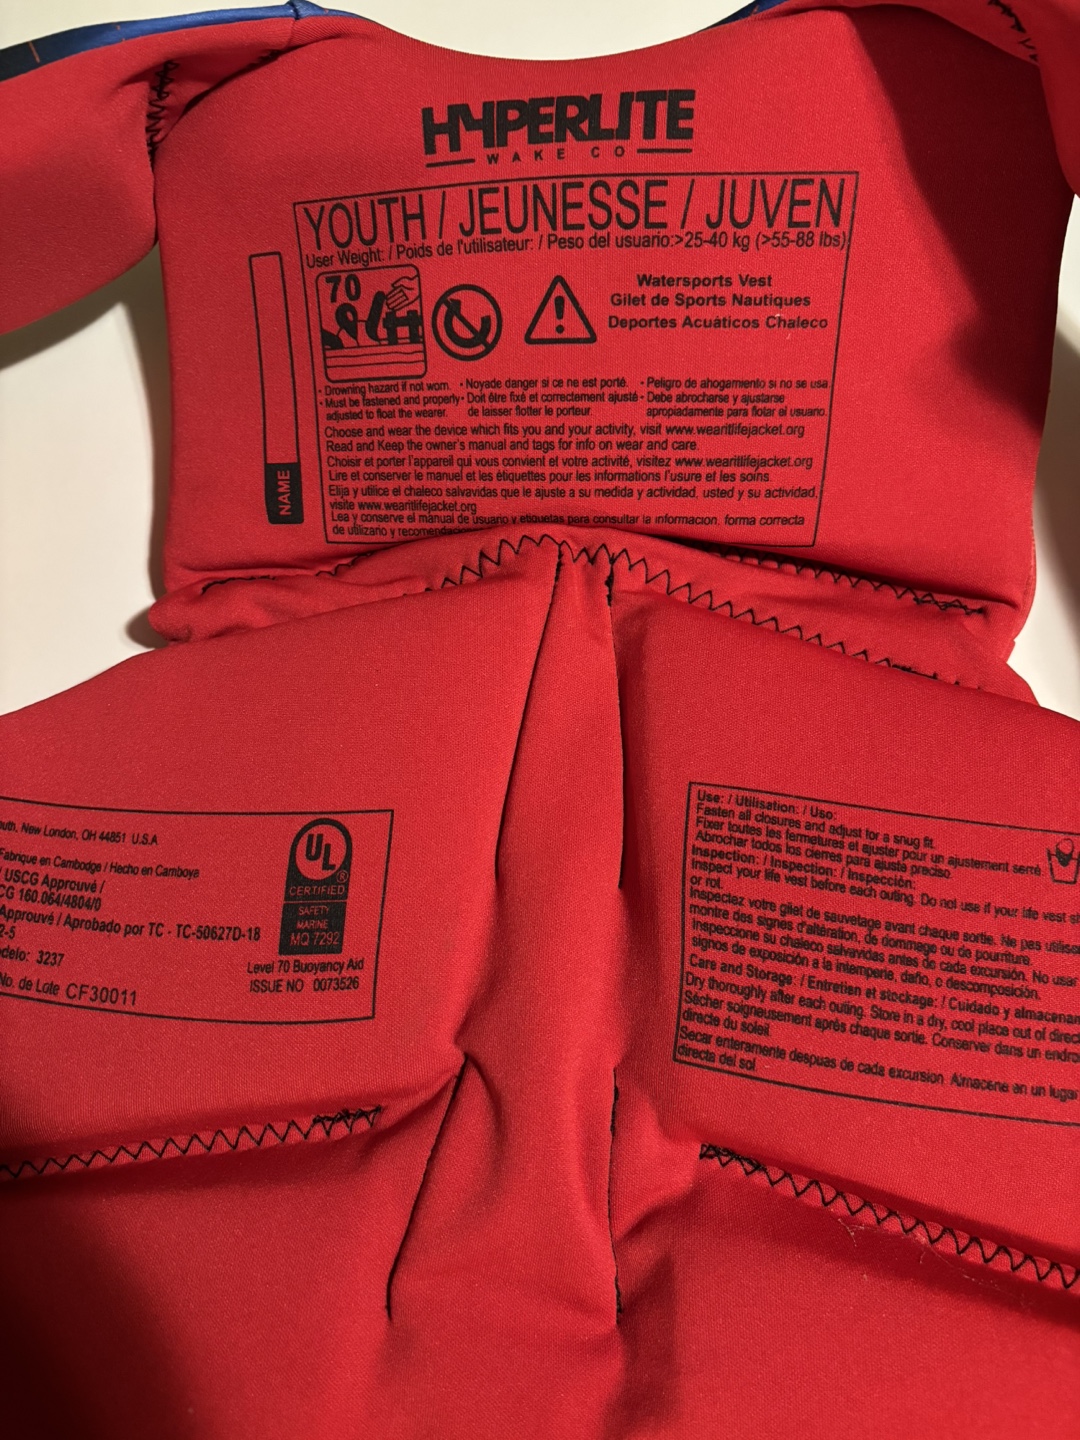 HYPERLITE
WAKE CO
YOUTH / JEUNESSE / JUVEN
User Weight: / Poids de l'utilisateur: / Peso del usuario:>25-40 kg (>55-88 lbs)
70
Watersports Vest
Gilet de Sports Nautiques
Deportes Acuáticos Chaleco
NAME
• Drowning hazard if not worn.
• Must be fastened and properly
adjusted to float the wearer.
• Noyade danger si ce ne est porté.
• Doit être fixé et correctement ajusté
de laisser flotter le porteur.
• Peligro de ahogamiento si no se usa
• Debe abrocharse y ajustarse
apropiadamente para flotar el usuario.
Choose and wear the device which fits you and your activity, visit www.wearitlifejacket.org
Read and Keep the owner's manual and tags for info on wear and care.
Choisir et porter l'appareil qui vous convient et votre activité, visitez www.wearitlifejacket.org
Lire et conserver le manuel et les étiquettes pour les informations l'usure et les soins.
Elija y utilice el chaleco salvavidas que le ajuste a su medida y actividad, usted y su actividad,
visite www.wearitlifejacket.org
Lea y conserve el manual de usuario y etiquetas para consultar la informacion, forma correcta
de utilizarlo y
outh, New London, OH 44851 U.S.A
Fabrique en Cambodge / Hecho en Camboya
/ USCG Approuvé /
CG 160.064/4804/0
Approuvé / Aprobado por TC - TC-50627D-18
2-5
odelo: 3237
No. de Lote CF30011
UL
®
CERTIFIED
SAFETY
MARINE
MQ 7292
Level 70 Buoyancy Aid
ISSUE NO 0073526
Use: / Utilisation: / Uso:
Fasten all closures and adjust for a snug fit.
Fixer toutes les fermetures et ajuster pour un ajustement serré.
Abrochar todos los cierres para ajuste preciso.
Inspection: / Inspection: / Inspección:
Inspect your life vest before each outing. Do not use if your life vest
or rot.
Inspectez votre gilet de sauvetage avant chaque sortie. Ne pas
montre des signes d'altération, de dommage ou de pourriture.
Inspeccione su chaleco salvavidas antes de cada excursión. No usar
signos de exposición a la intemperie, daño, o descomposición.
Care and Storage: / Entretien et stockage: / Cuidado y
Dry thoroughly after each outing. Store in a dry, cool place out of
Sécher soigneusement après chaque sortie. Conserver dans un
directe du soleil
Secar enteramente despues de cada excursion. Almacene en un lugar
directa del sol